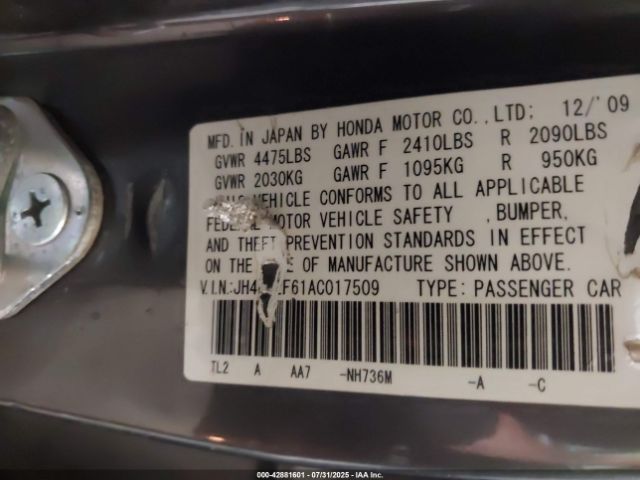 MFD. IN JAPAN BY HONDA MOTOR CO.,LTD: 12/'09
GVWR 4475LBS GAWR F 2410LBS R 2090LBS
GVWR 2030KG GAWR F 1095KG R 950KG
VEHICLE CONFORMS TO ALL APPLICABLE
FEDERAL MOTOR VEHICLE SAFETY , BUMPER,
AND THEFT PREVENTION STANDARDS IN EFFECT
ON THE OF MANUFACTURE SHOWN ABOVE.
V.I.N.: TYPE: PASSENGER CAR
TL2 A AA7 -NH736M -A -C
000-42881601 - 07/31/2025 - IAA Inc.